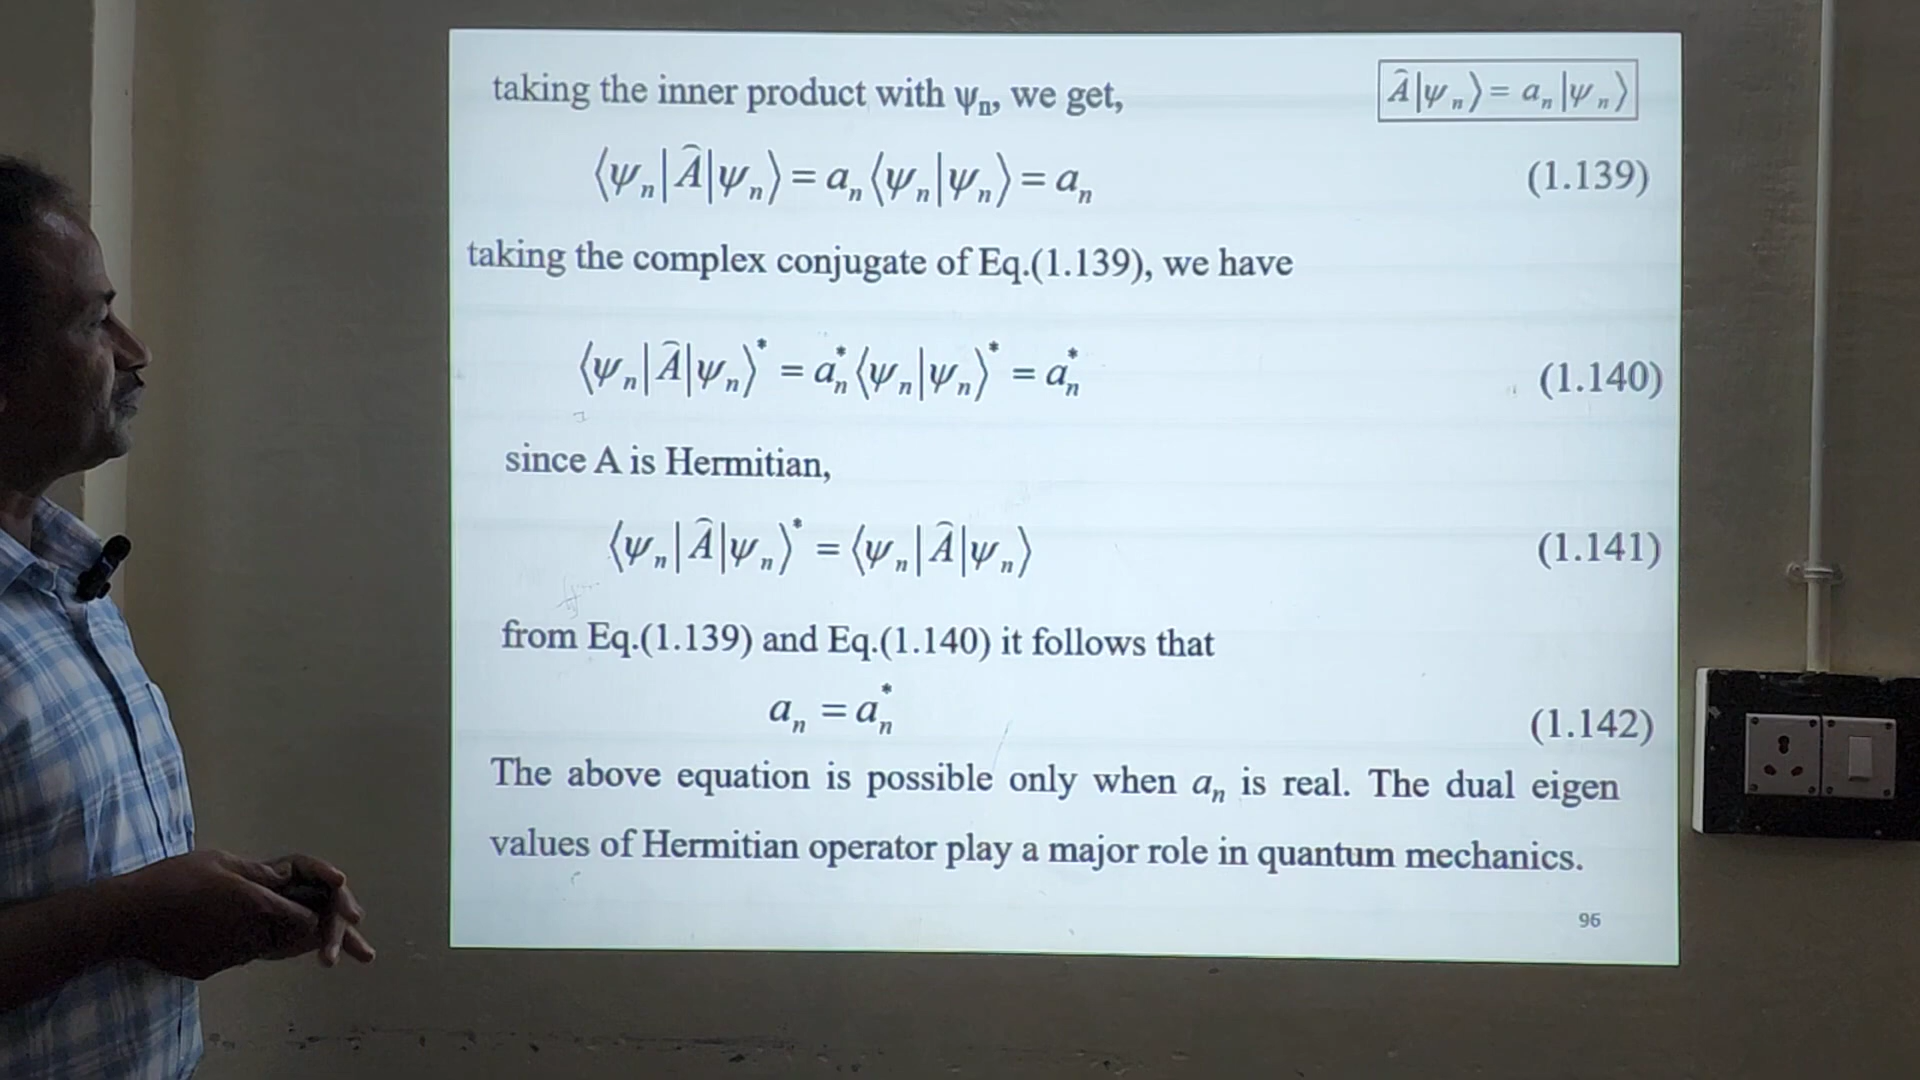 taking the inner product with ψₙ, we get,
Â|ψₙ⟩ = aₙ|ψₙ⟩
⟨ψₙ|Â|ψₙ⟩ = aₙ⟨ψₙ|ψₙ⟩ = aₙ (1.139)
taking the complex conjugate of Eq.(1.139), we have
⟨ψₙ|Â|ψₙ⟩* = aₙ*⟨ψₙ|ψₙ⟩* = aₙ* (1.140)
since A is Hermitian,
⟨ψₙ|Â|ψₙ⟩* = ⟨ψₙ|Â|ψₙ⟩ (1.141)
from Eq.(1.139) and Eq.(1.140) it follows that
aₙ = aₙ* (1.142)
The above equation is possible only when aₙ is real. The dual eigen
values of Hermitian operator play a major role in quantum mechanics.
96